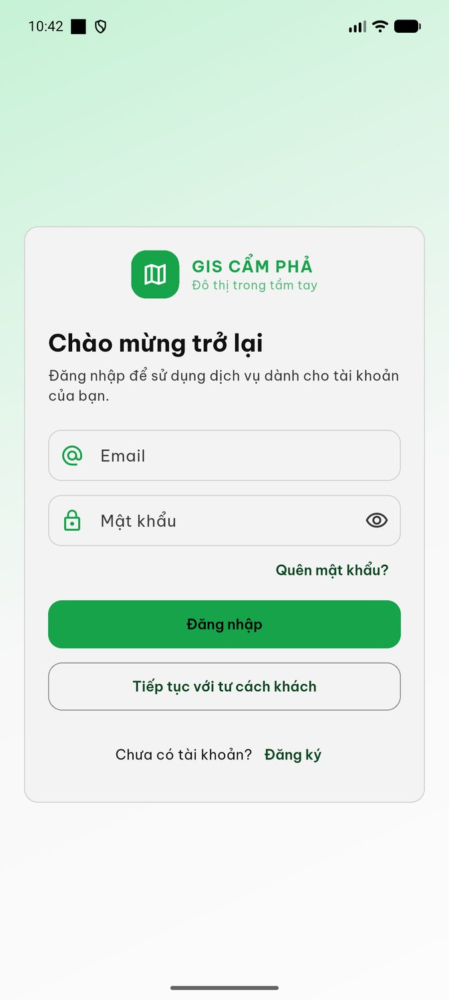 10:42
GIS CẨM PHẢ
Đô thị trong tầm tay
Chào mừng trở lại
Đăng nhập để sử dụng dịch vụ dành cho tài khoản
của bạn.
Email
Mật khẩu
Quên mật khẩu?
Đăng nhập
Tiếp tục với tư cách khách
Chưa có tài khoản? Đăng ký